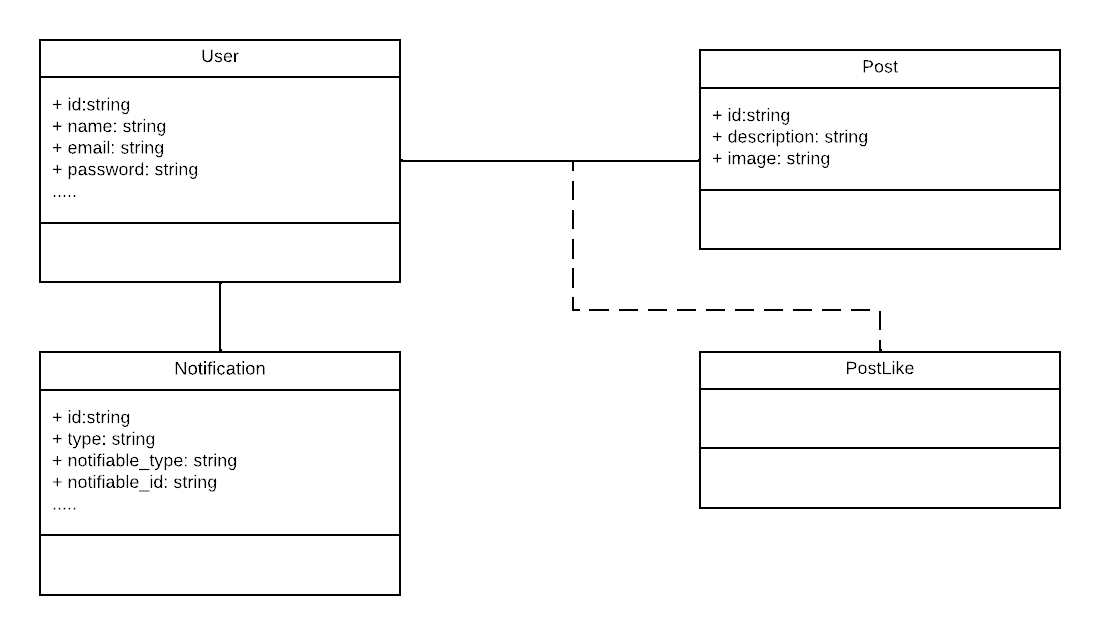 User
+ id:string
+ name: string
+ email: string
+ password: string
.....
Post
+ id:string
+ description: string
+ image: string
Notification
+ id:string
+ type: string
+ notifiable_type: string
+ notifiable_id: string
.....
PostLike